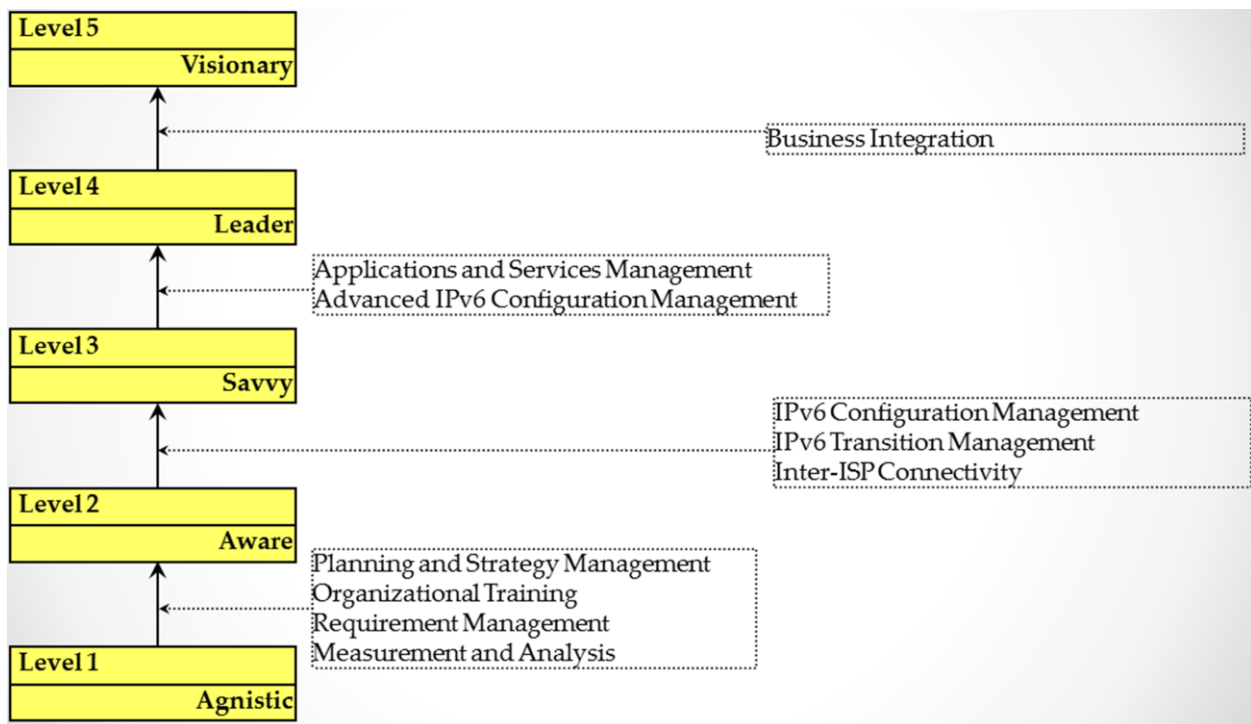 Level 5
Visionary
Business Integration
Level 4
Leader
Applications and Services Management
Advanced IPv6 Configuration Management
Level 3
Savvy
IPv6 Configuration Management
IPv6 Transition Management
Inter-ISP Connectivity
Level 2
Aware
Planning and Strategy Management
Organizational Training
Requirement Management
Measurement and Analysis
Level 1
Agnistic